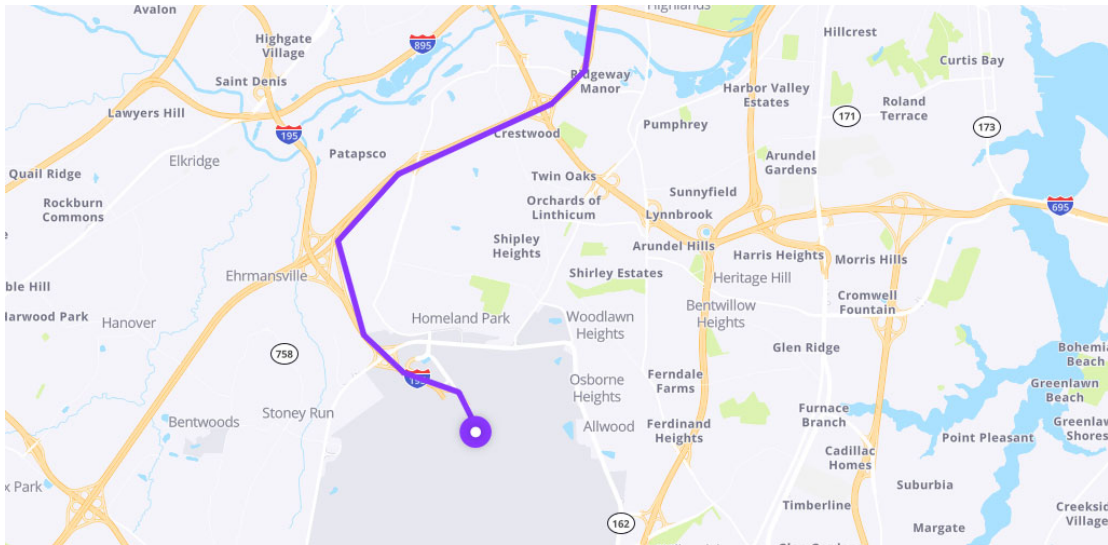 Avalon
Highlands
Highgate
Village
895
Hillcrest
Curtis Bay
Saint Denis
Ridgeway
Manor
Harbor Valley
Estates
Roland
Terrace
Lawyers Hill
171
173
195
Pumphrey
Crestwood
Patapsco
Elkridge
Arundel
Gardens
Quail Ridge
Twin Oaks
Sunnyfield
Rockburn
Commons
Orchards of
Linthicum
Lynnbrook
695
Shipley
Heights
Arundel Hills
Harris Heights
Morris Hills
Ehrmansville
Shirley Estates
Heritage Hill
ble Hill
Cromwell
Fountain
Harwood Park
Hanover
Homeland Park
Woodlawn
Heights
Bentwillow
Heights
758
Glen Ridge
Bohemia
Beach
Osborne
Heights
Ferndale
Farms
Greenlawn
Beach
Stoney Run
Furnace
Branch
Bentwoods
Allwood
Ferdinand
Heights
Greenlaw
Shores
Point Pleasant
Cadillac
Homes
x Park
Suburbia
Timberline
Creekside
Village
162
Margate